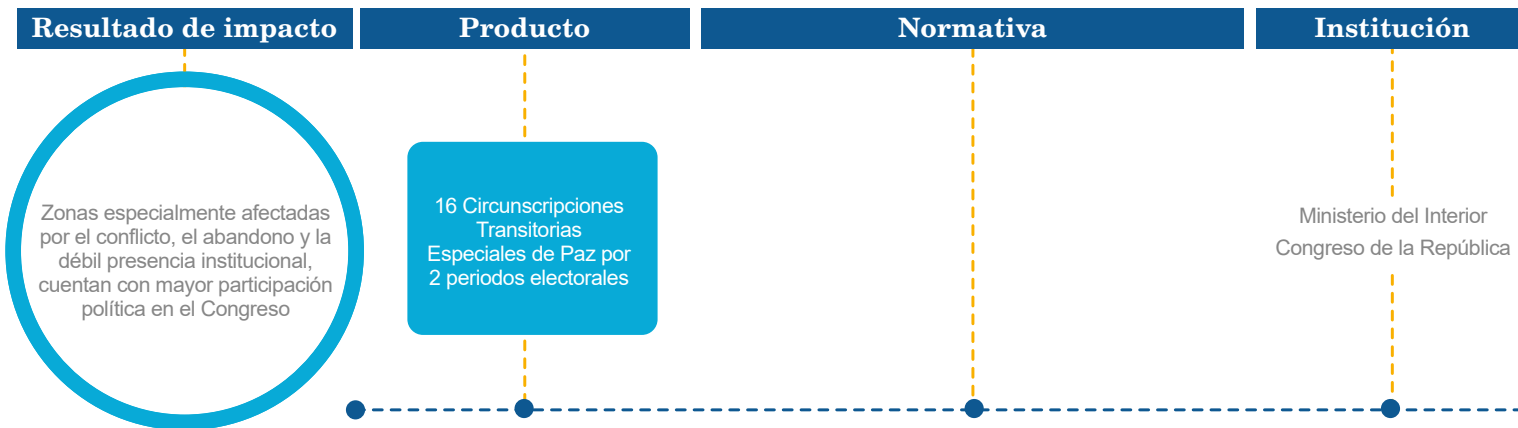 Resultado de impacto
Producto
Normativa
Institución
Zonas especialmente afectadas
por el conflicto, el abandono y la
débil presencia institucional,
cuentan con mayor participación
política en el Congreso
16 Circunscripciones
Transitorias
Especiales de Paz por
2 periodos electorales
Ministerio del Interior
Congreso de la República